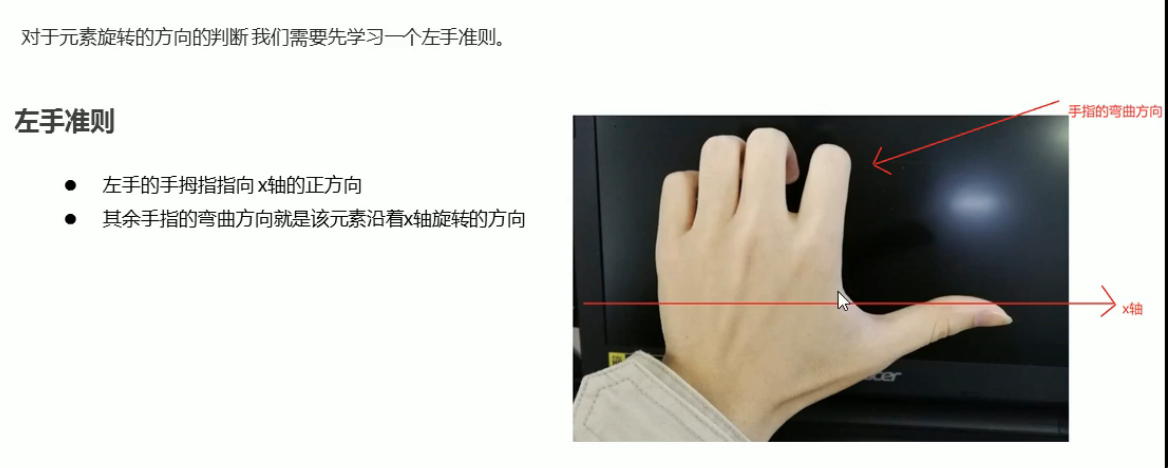 对于元素旋转的方向的判断 我们需要先学习一个左手准则。
左手准则
● 左手的手拇指指向 x轴的正方向
● 其余手指的弯曲方向就是该元素沿着x轴旋转的方向
手指的弯曲方向
x轴
acer